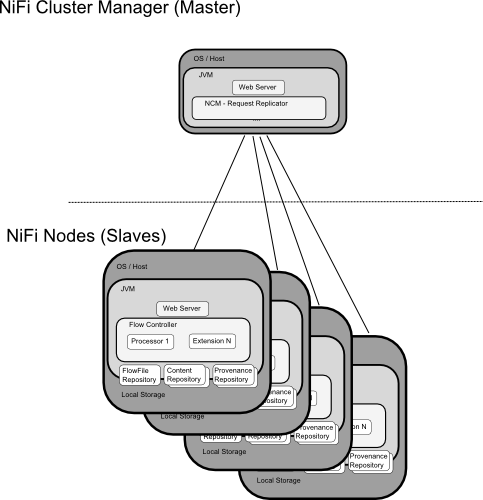 NiFi Cluster Manager (Master)
OS / Host
JVM
Web Server
NCM - Request Replicator
....
NiFi Nodes (Slaves)
OS / Host
JVM
Web Server
Flow Controller
Processor 1
Extension N
FlowFile
Repository
Content
Repository
Provenance
Repository
Local Storage
Repository
Local Storage
N
Repository
Repository
Provenance
Repository
Local Storage
N
Provenance
Repository
Local Storage